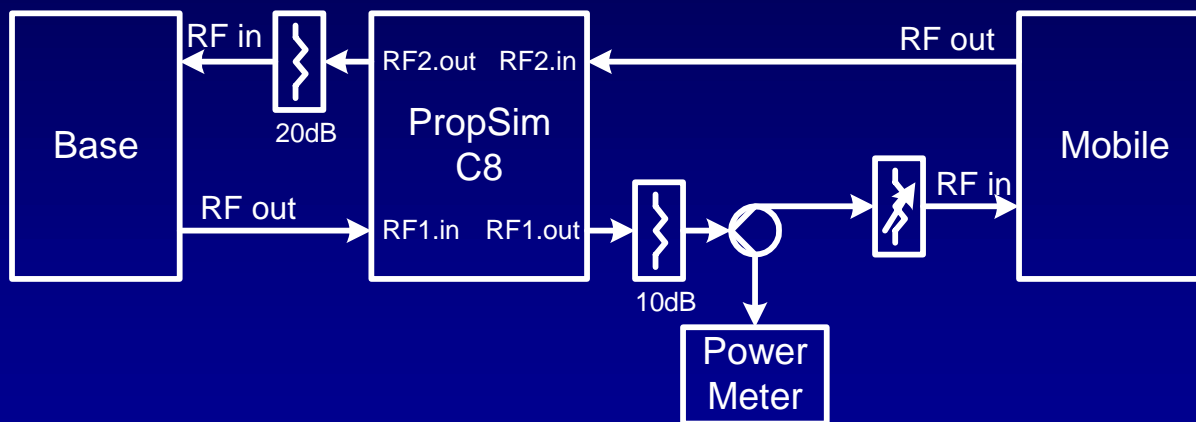 RF in
RF2.out RF2.in
RF out
20dB
Base
PropSim
C8
Mobile
RF in
RF out
RF1.in RF1.out
10dB
Power
Meter